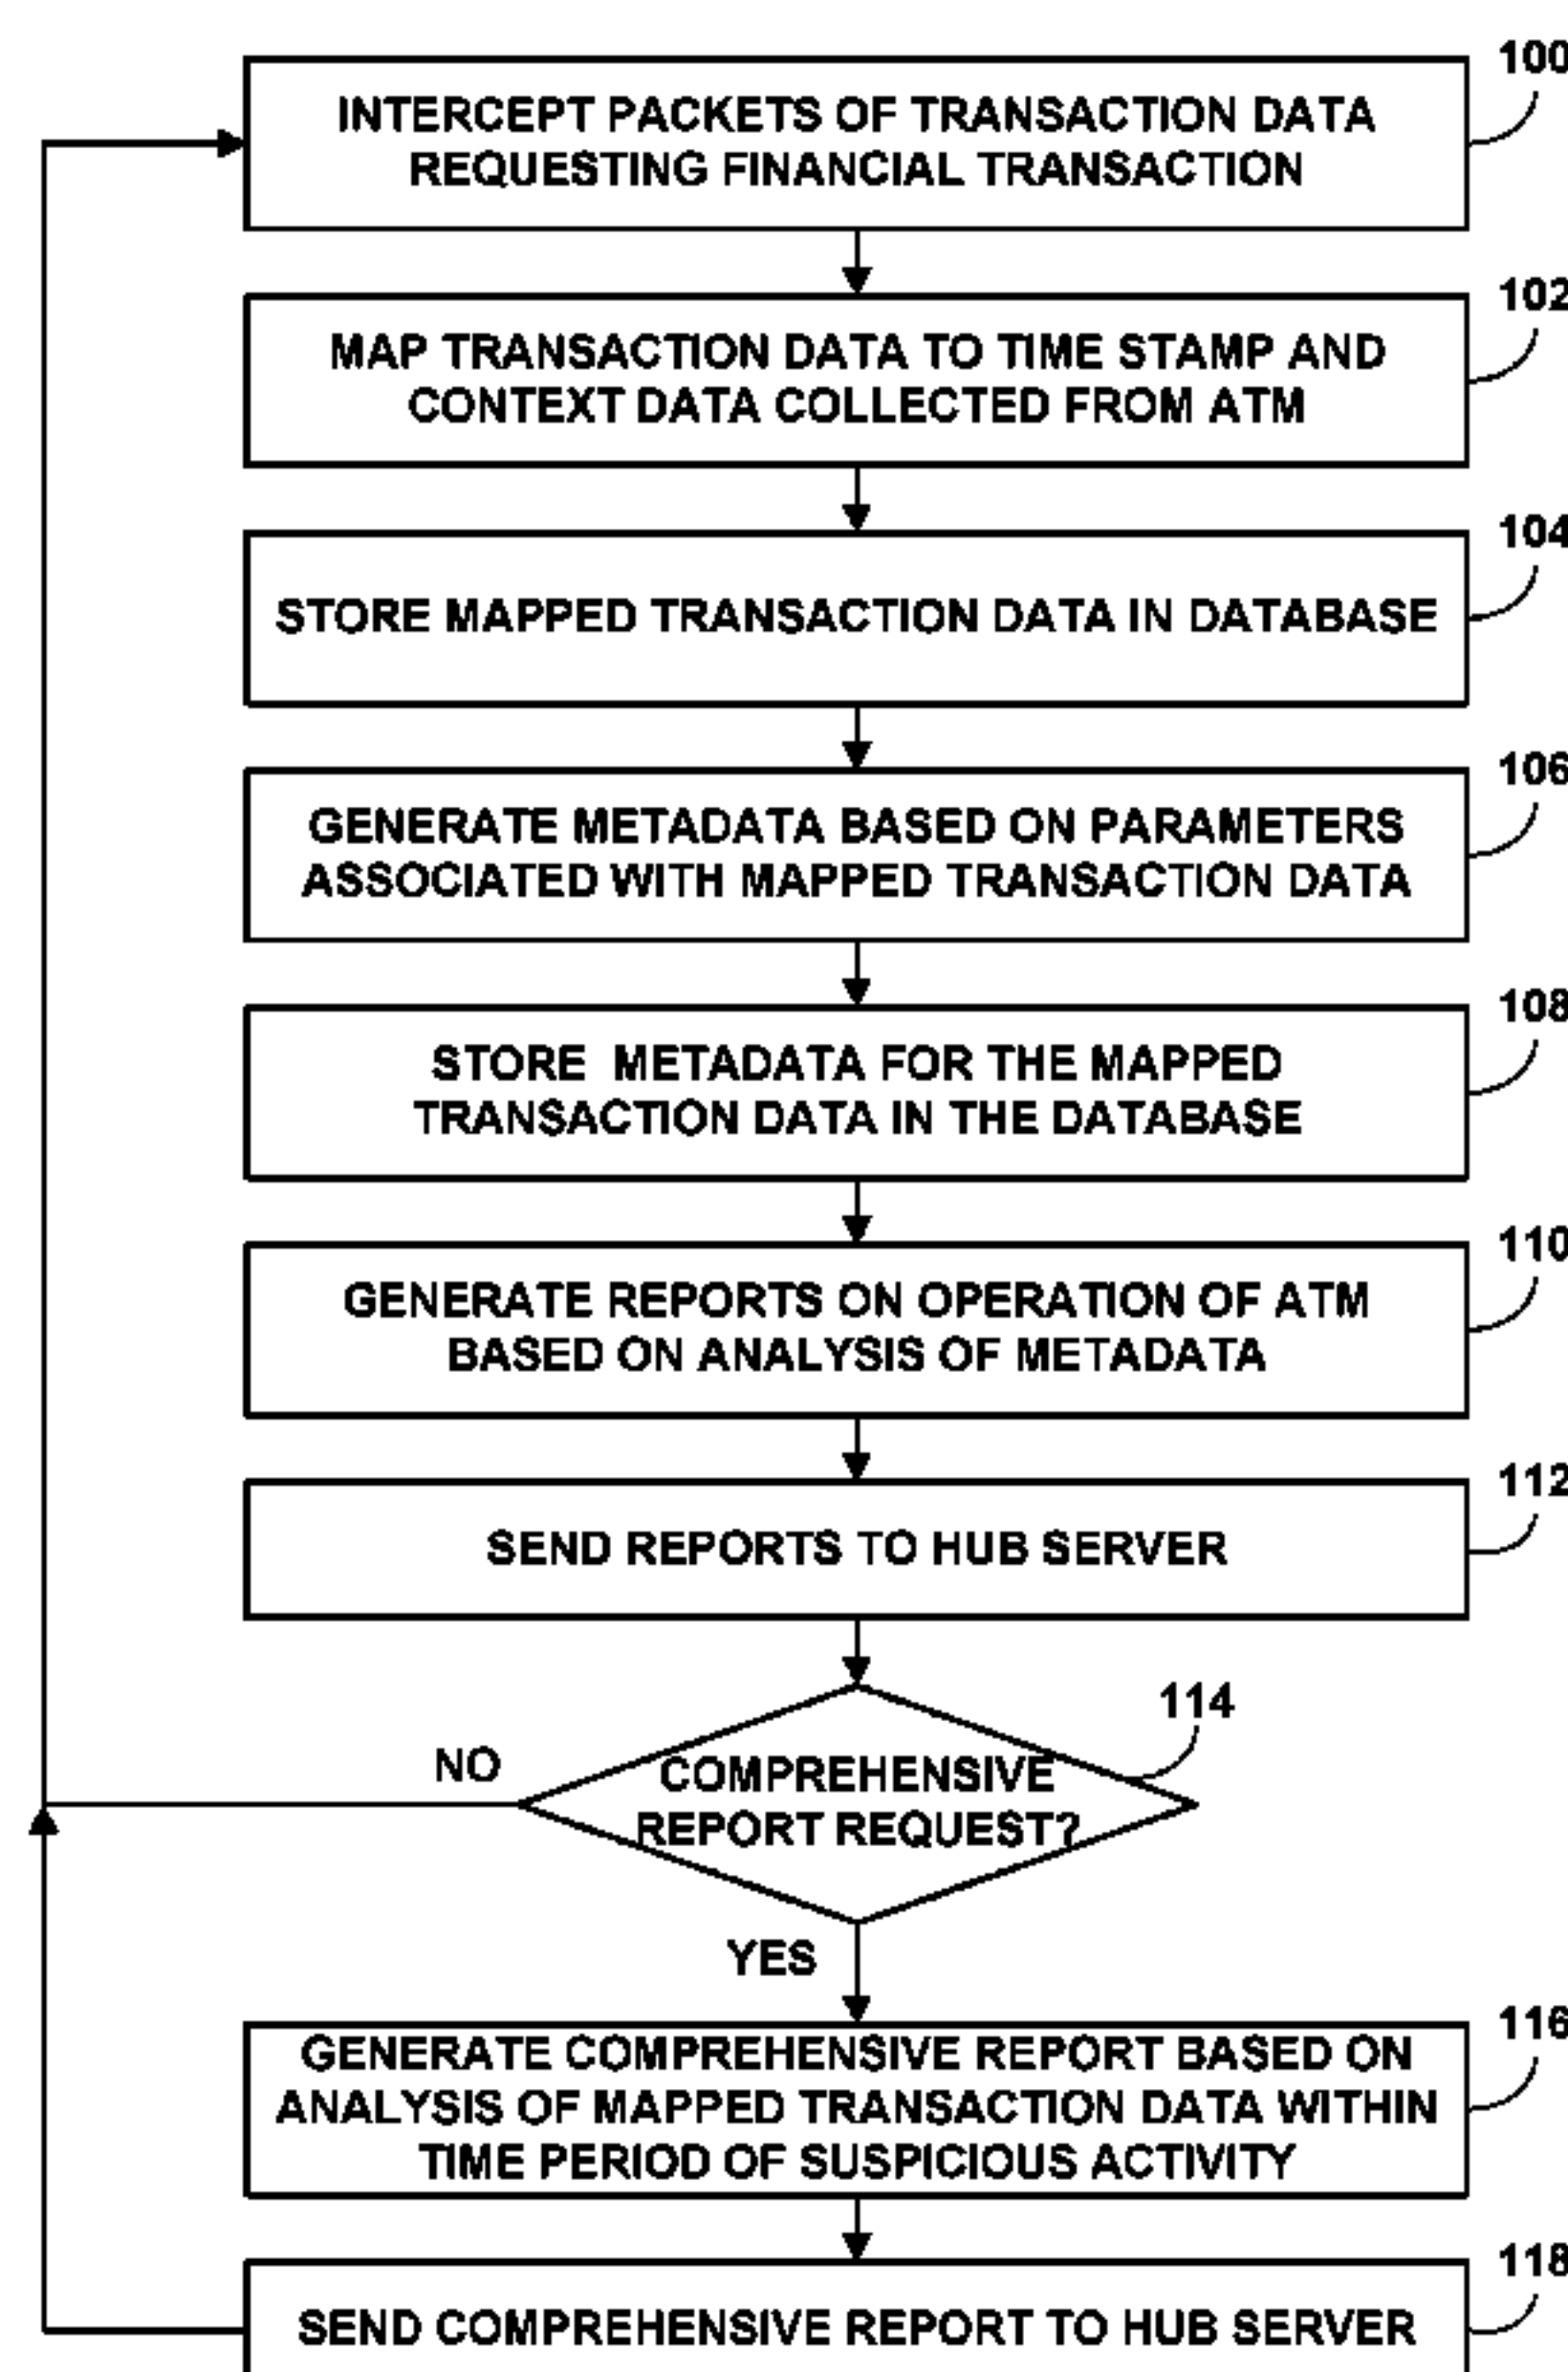 100
INTERCEPT PACKETS OF TRANSACTION DATA
REQUESTING FINANCIAL TRANSACTION
102
MAP TRANSACTION DATA TO TIME STAMP AND
CONTEXT DATA COLLECTED FROM ATM
104
STORE MAPPED TRANSACTION DATA IN DATABASE
106
GENERATE METADATA BASED ON PARAMETERS
ASSOCIATED WITH MAPPED TRANSACTION DATA
108
STORE METADATA FOR THE MAPPED
TRANSACTION DATA IN THE DATABASE
110
GENERATE REPORTS ON OPERATION OF ATM
BASED ON ANALYSIS OF METADATA
112
SEND REPORTS TO HUB SERVER
114
NO
COMPREHENSIVE
REPORT REQUEST?
YES
116
GENERATE COMPREHENSIVE REPORT BASED ON
ANALYSIS OF MAPPED TRANSACTION DATA WITHIN
TIME PERIOD OF SUSPICIOUS ACTIVITY
118
SEND COMPREHENSIVE REPORT TO HUB SERVER